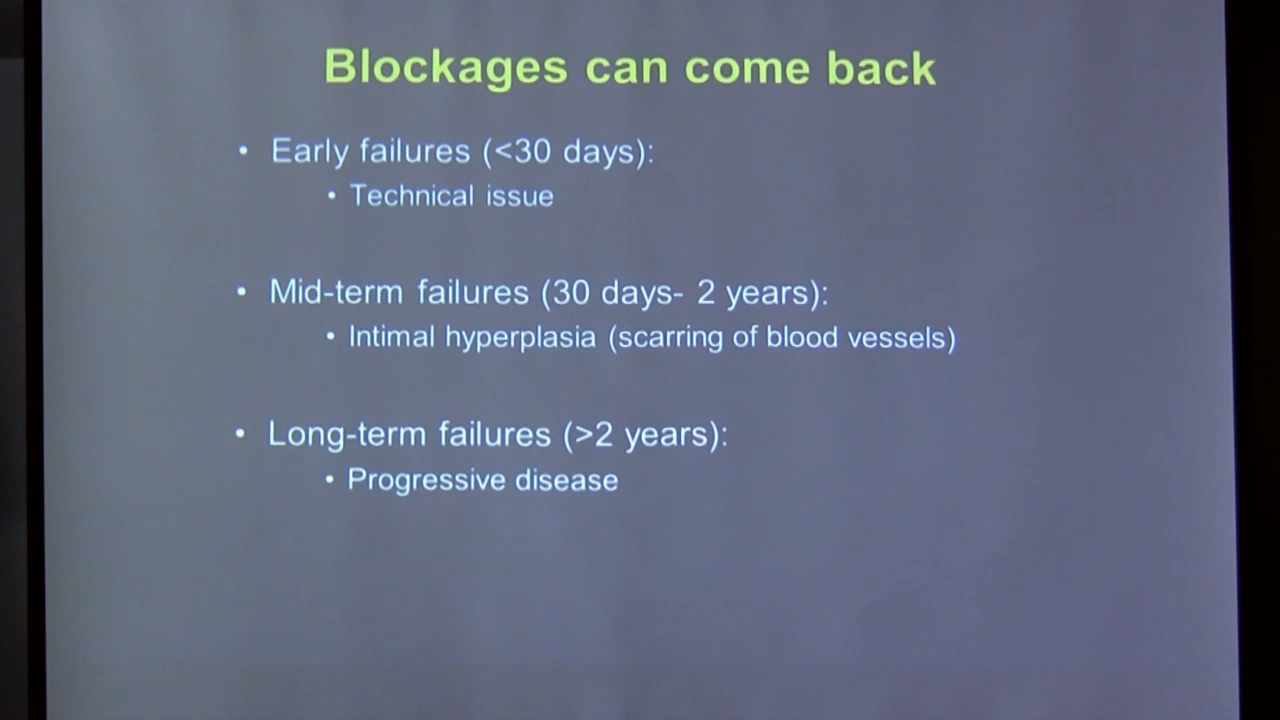 Blockages can come back
• Early failures (<30 days):
• Technical issue
• Mid-term failures (30 days- 2 years):
• Intimal hyperplasia (scarring of blood vessels)
• Long-term failures (>2 years):
• Progressive disease